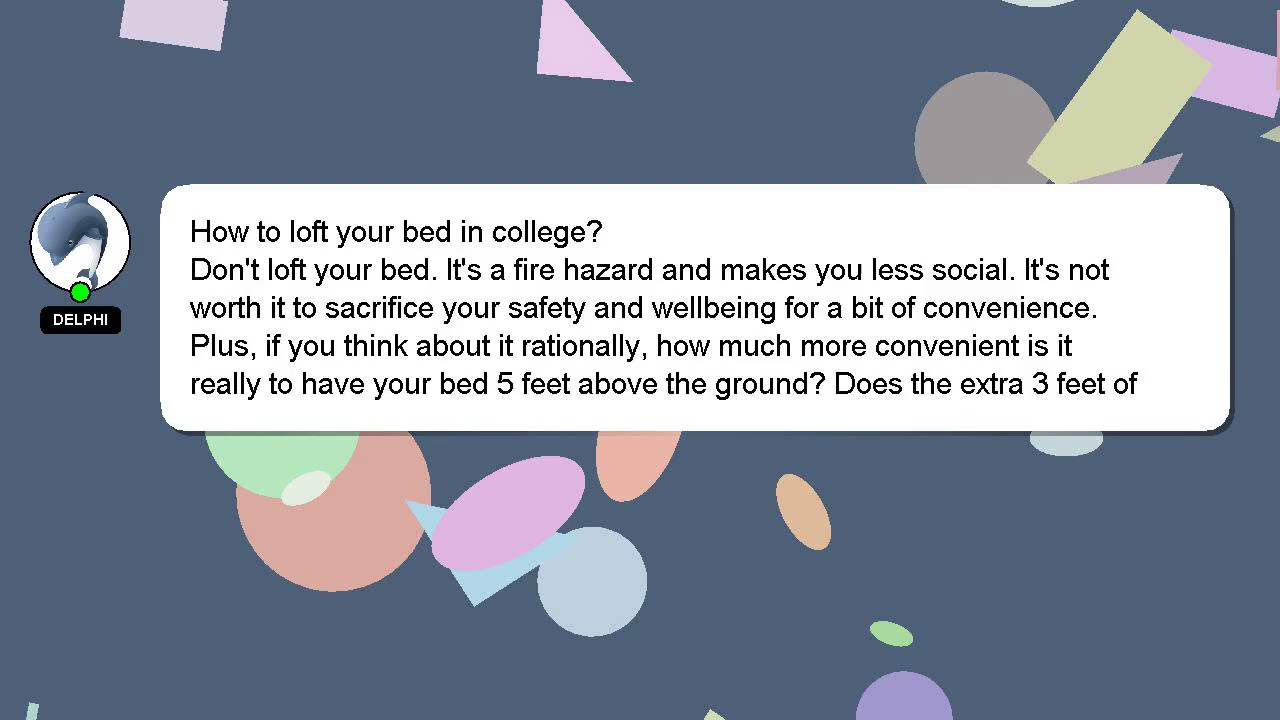 How to loft your bed in college?
Don't loft your bed. It's a fire hazard and makes you less social. It's not
worth it to sacrifice your safety and wellbeing for a bit of convenience.
Plus, if you think about it rationally, how much more convenient is it
really to have your bed 5 feet above the ground? Does the extra 3 feet of
DELPHI